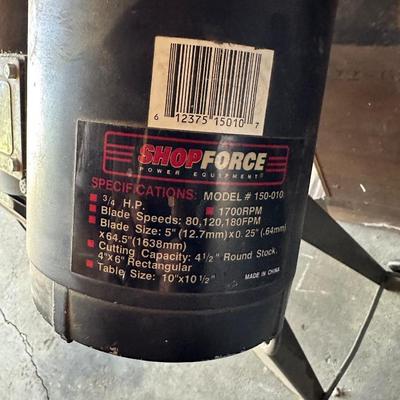 6 12375 15010 7
SHOPFORCE
POWER EQUIPMENT®
SPECIFICATIONS: MODEL # 150-010
3/4 H.P. ■ 1700RPM
Blade Speeds: 80,120,180FPM
Blade Size: 5" (12.7mm) x 0.25" (.64mm)
x 64.5" (1638mm)
Cutting Capacity: 4 1/2" Round Stock.
4"x6" Rectangular
Table Size: 10"x10 1/2"
MADE IN CHINA